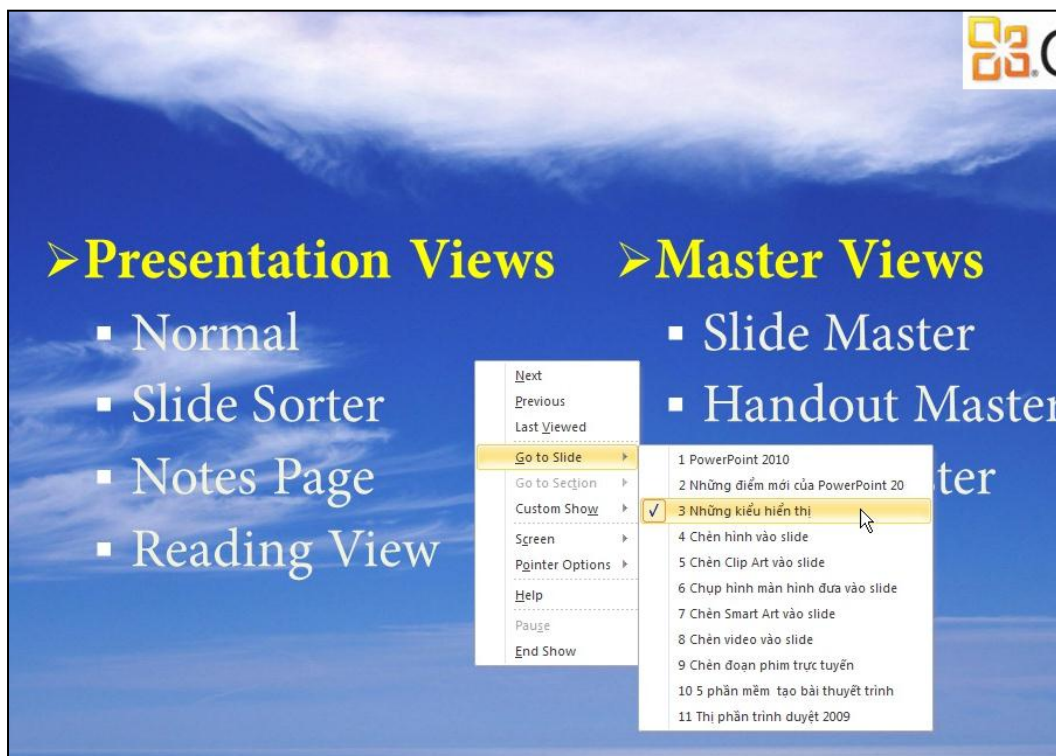 ➢Presentation Views
▪ Normal
▪ Slide Sorter
▪ Notes Page
▪ Reading View
➢Master Views
▪ Slide Master
▪ Handout Master
ter
Next
Previous
Last Viewed
Go to Slide
Go to Section
Custom Show
Screen
Pointer Options
Help
Pause
End Show
1 PowerPoint 2010
2 Những điểm mới của PowerPoint 20
3 Những kiểu hiển thị
4 Chèn hình vào slide
5 Chèn Clip Art vào slide
6 Chụp hình màn hình đưa vào slide
7 Chèn Smart Art vào slide
8 Chèn video vào slide
9 Chèn đoạn phim trực tuyến
10 5 phần mềm tạo bài thuyết trình
11 Thị phần trình duyệt 2009